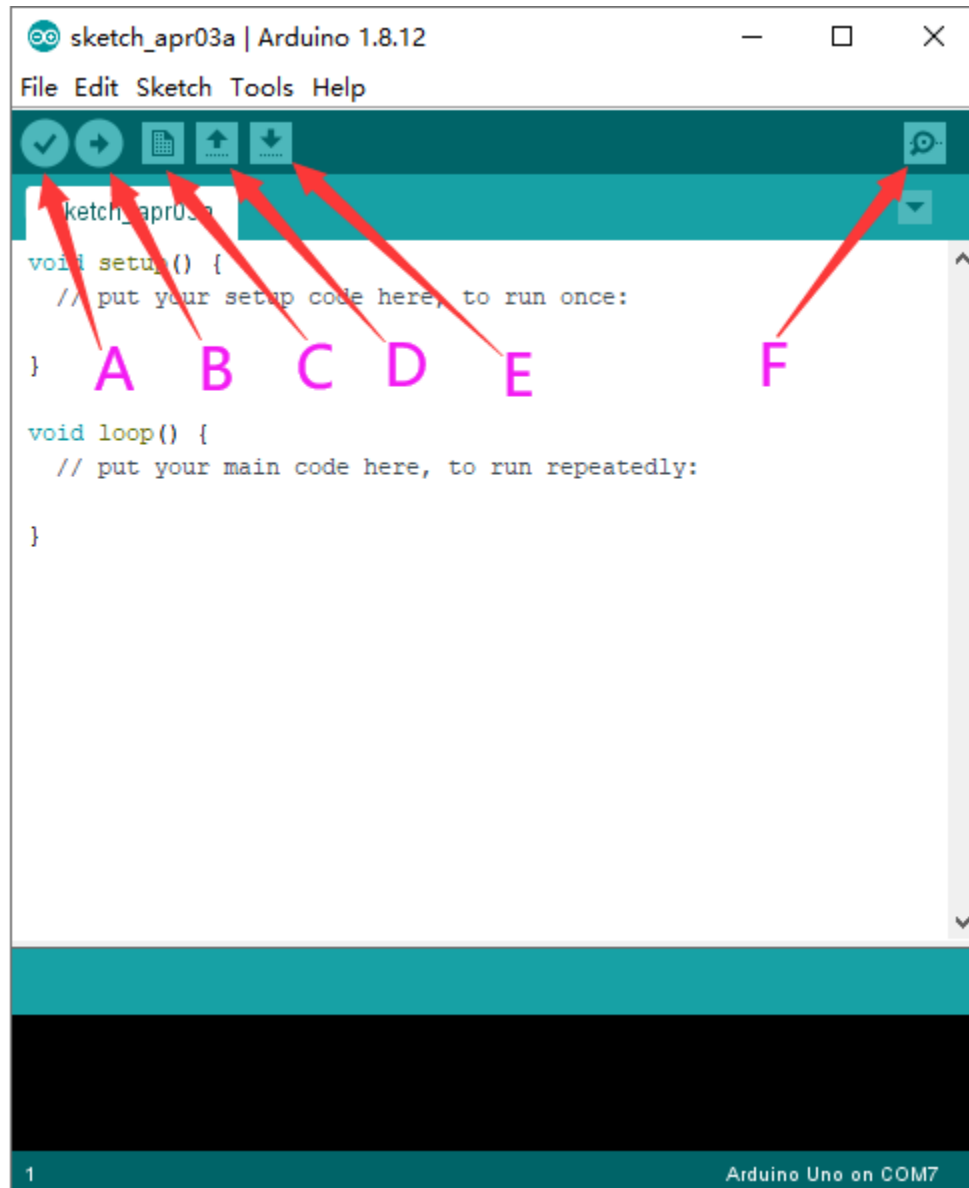 sketch_apr03a | Arduino 1.8.12
File Edit Sketch Tools Help
sketch_apr03a
void setup() {
  // put your setup code here, to run once:
}
A B C D E F
void loop() {
  // put your main code here, to run repeatedly:
}
1 Arduino Uno on COM7